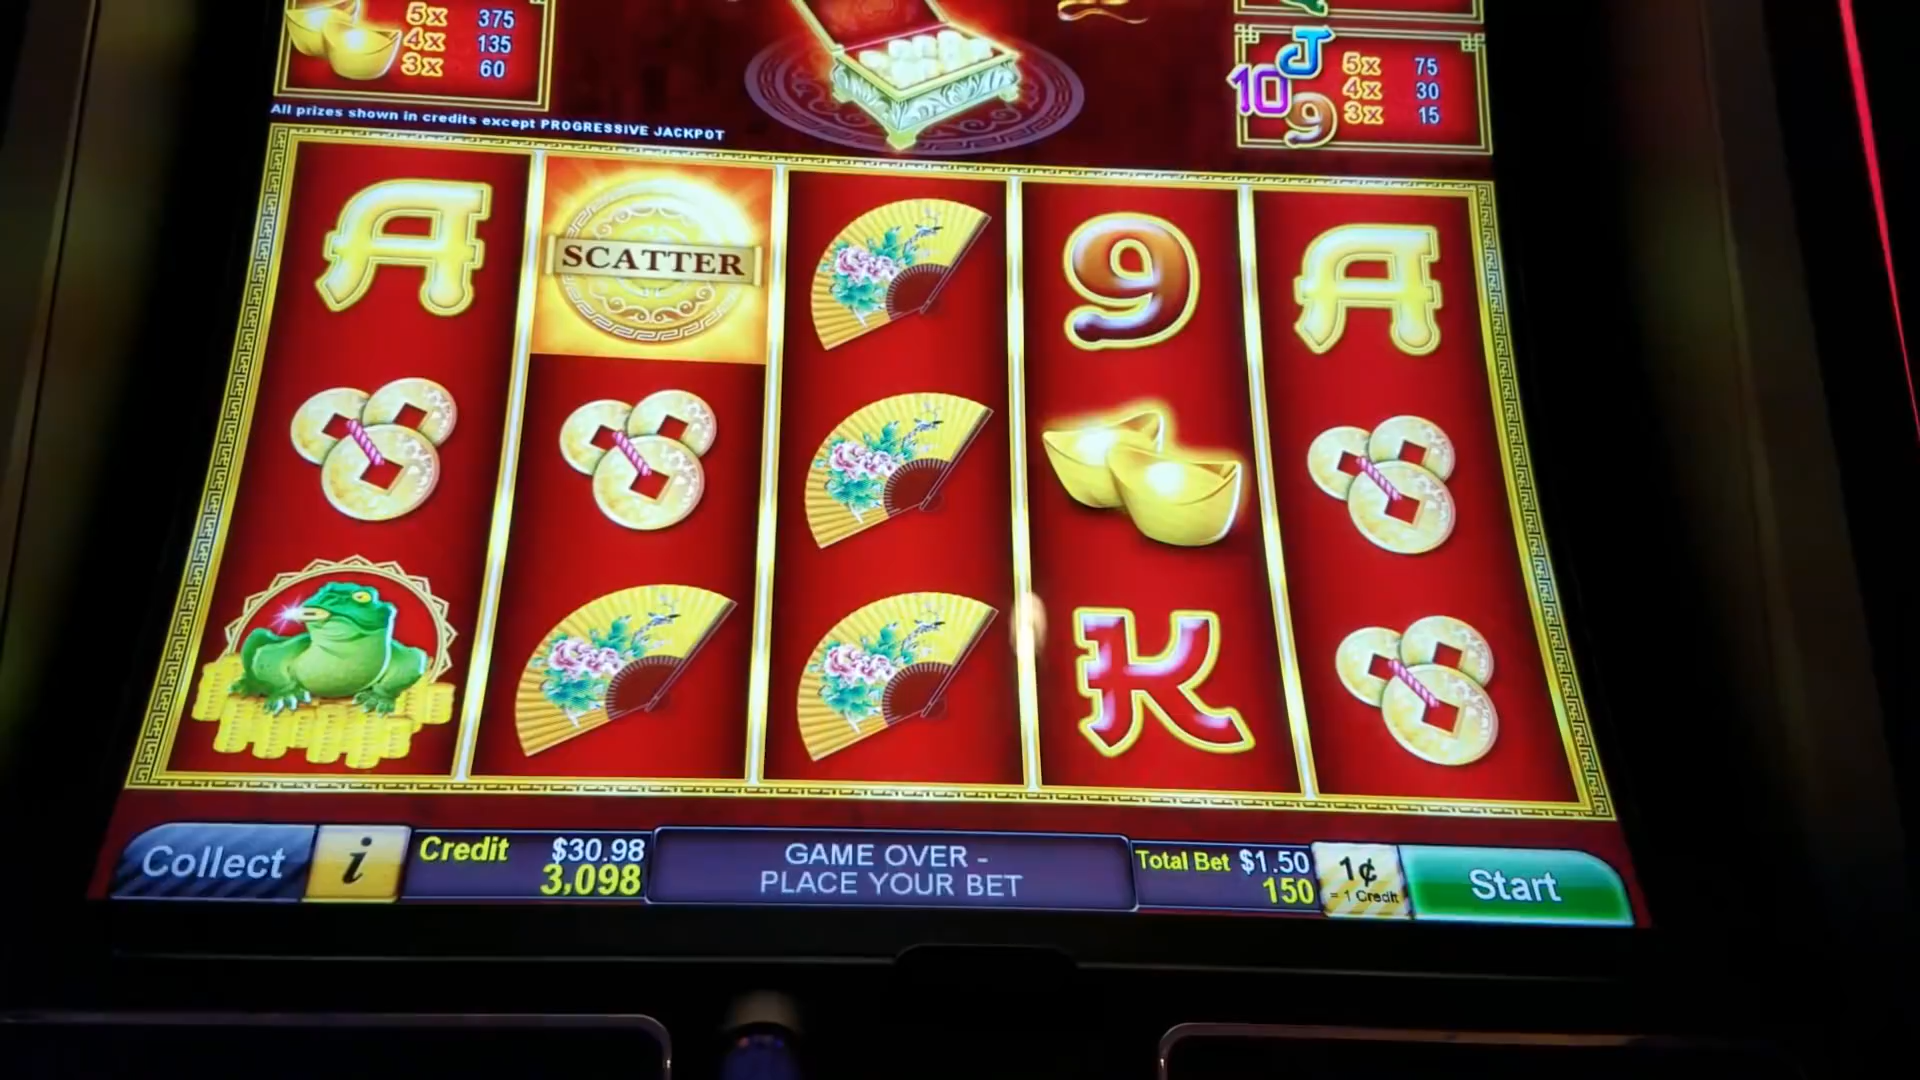 5x 375
4x 135
3x 60
J
10
9
5x 75
4x 30
3x 15
All prizes shown in credits except PROGRESSIVE JACKPOT
A
SCATTER
9
A
K
Collect
i
Credit $30.98
3,098
GAME OVER -
PLACE YOUR BET
Total Bet $1.50
150
1¢
= 1 Credit
Start